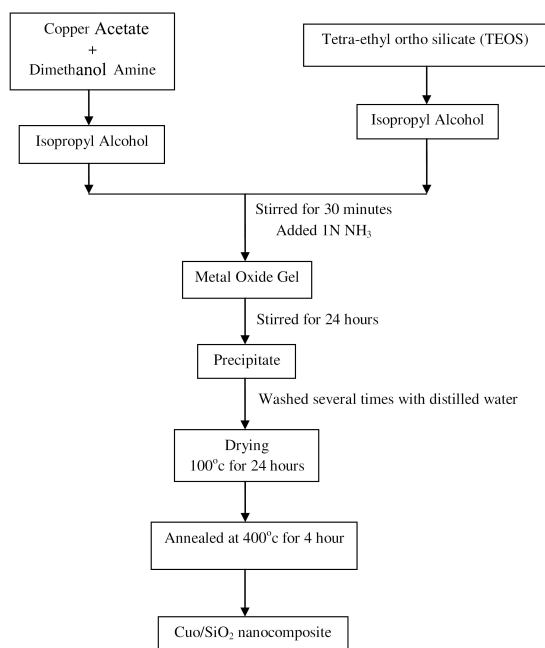 Copper Acetate
+
Dimethanol Amine
Tetra-ethyl ortho silicate (TEOS)
Isopropyl Alcohol
Isopropyl Alcohol
Stirred for 30 minutes
Added 1N NH₃
Metal Oxide Gel
Stirred for 24 hours
Precipitate
Washed several times with distilled water
Drying
100°c for 24 hours
Annealed at 400°c for 4 hour
Cuo/SiO₂ nanocomposite